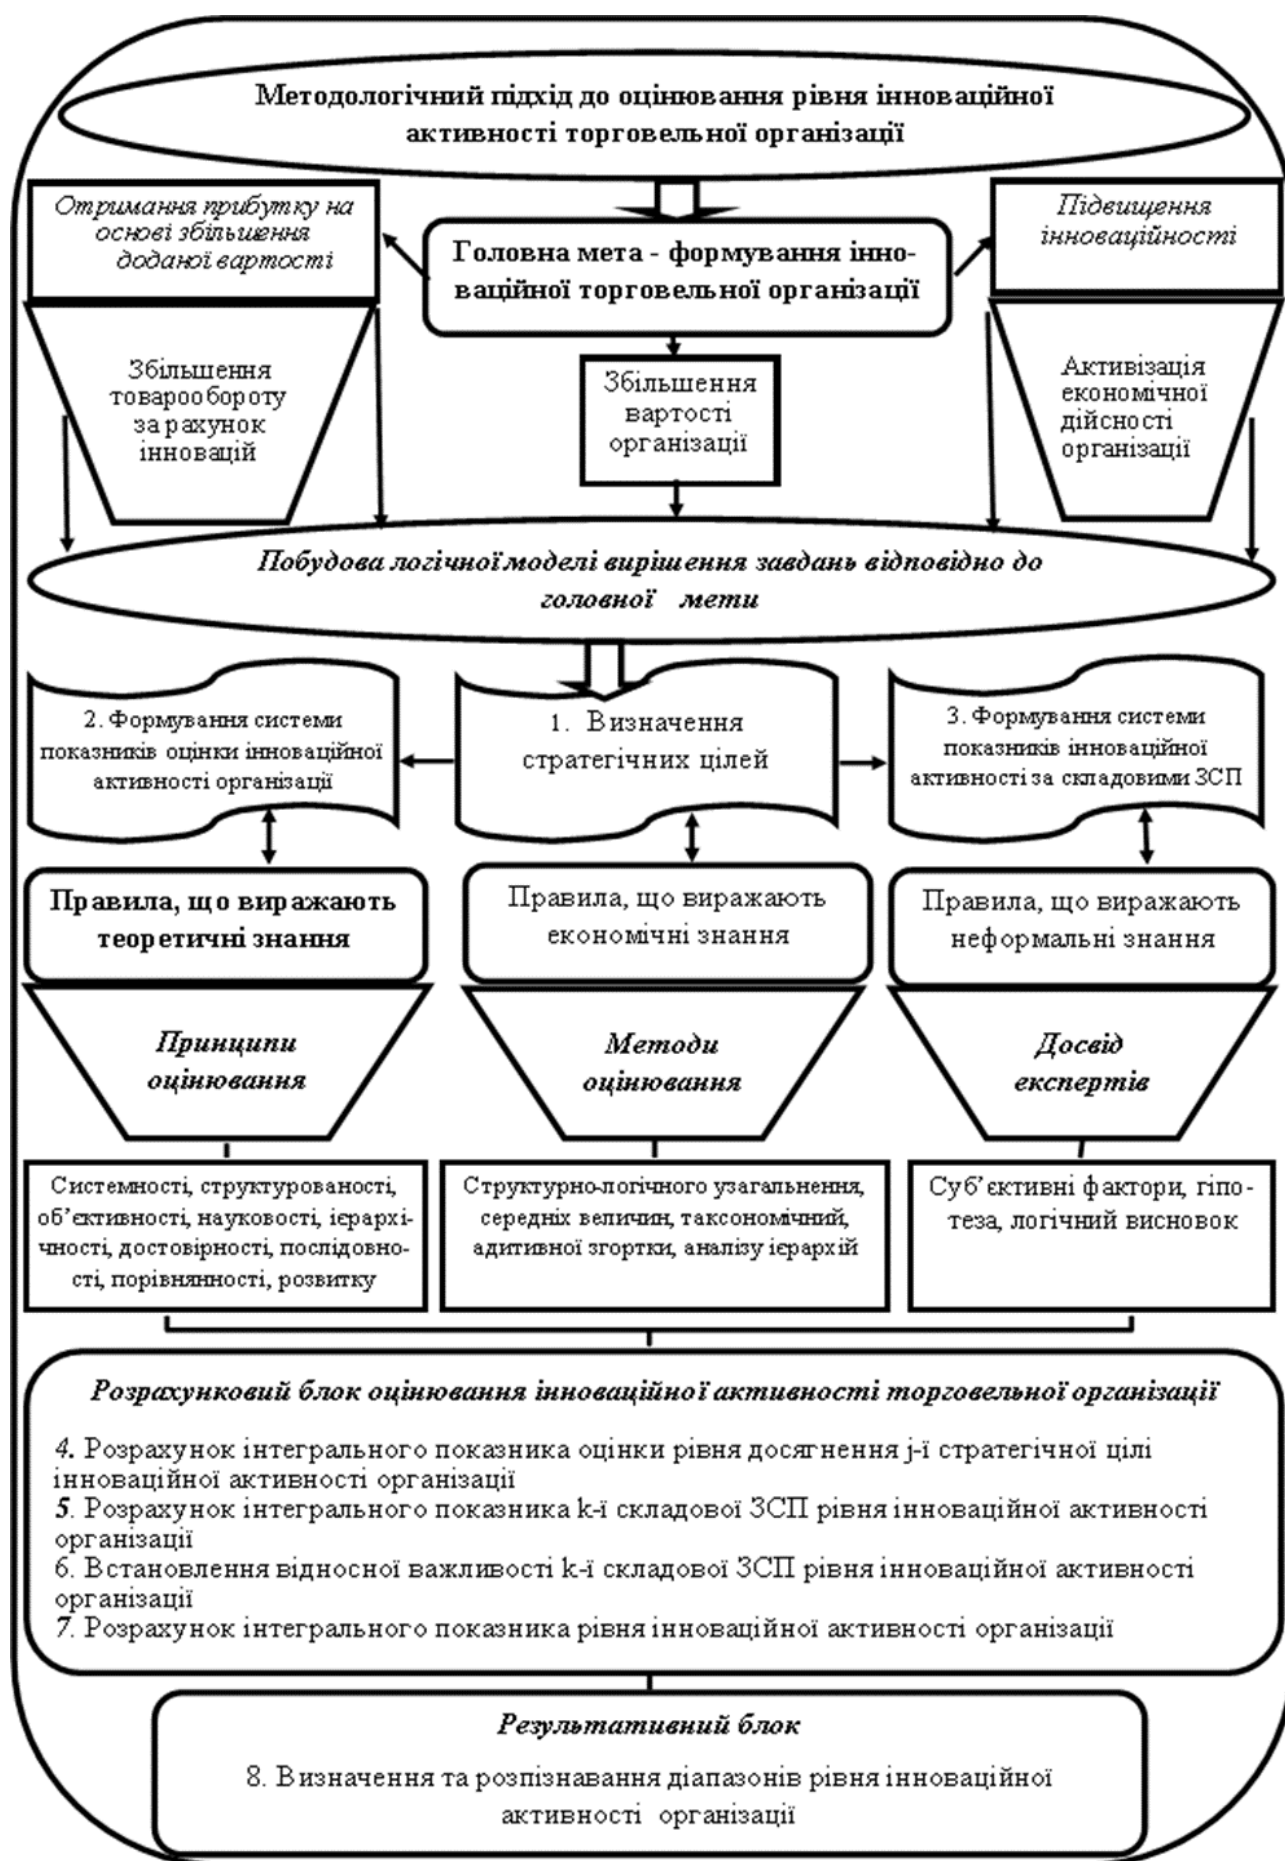 Методологічний підхід до оцінювання рівня інноваційної
активності торговельної організації
Отримання прибутку на
основі збільшення
доданої вартості
Головна мета - формування інно-
ваційної торговельної організації
Підвищення
інноваційності
Збільшення
товарообороту
за рахунок
інновацій
Збільшення
вартості
організації
Активізація
економічної
дійсності
організації
Побудова логічної моделі вирішення завдань відповідно до
головної мети
2. Формування системи
показників оцінки інноваційної
активності організації
1. Визначення
стратегічних цілей
3. Формування системи
показників інноваційної
активності за складовими ЗСП
Правила, що виражають
теоретичні знання
Правила, що виражають
економічні знання
Правила, що виражають
неформальні знання
Принципи
оцінювання
Методи
оцінювання
Досвід
експертів
Системності, структурованості,
об’єктивності, науковості, ієрархі-
чності, достовірності, послідовно-
сті, порівнянності, розвитку
Структурно-логічного узагальнення,
середніх величин, таксономічний,
адитивної згортки, аналізу ієрархій
Суб’єктивні фактори, гіпо-
теза, логічний висновок
Розрахунковий блок оцінювання інноваційної активності торговельної організації
4. Розрахунок інтегрального показника оцінки рівня досягнення j-ї стратегічної цілі
інноваційної активності організації
5. Розрахунок інтегрального показника k-ї складової ЗСП рівня інноваційної активності
організації
6. Встановлення відносної важливості k-ї складової ЗСП рівня інноваційної активності
організації
7. Розрахунок інтегрального показника рівня інноваційної активності організації
Результативний блок
8. Визначення та розпізнавання діапазонів рівня інноваційної
активності організації